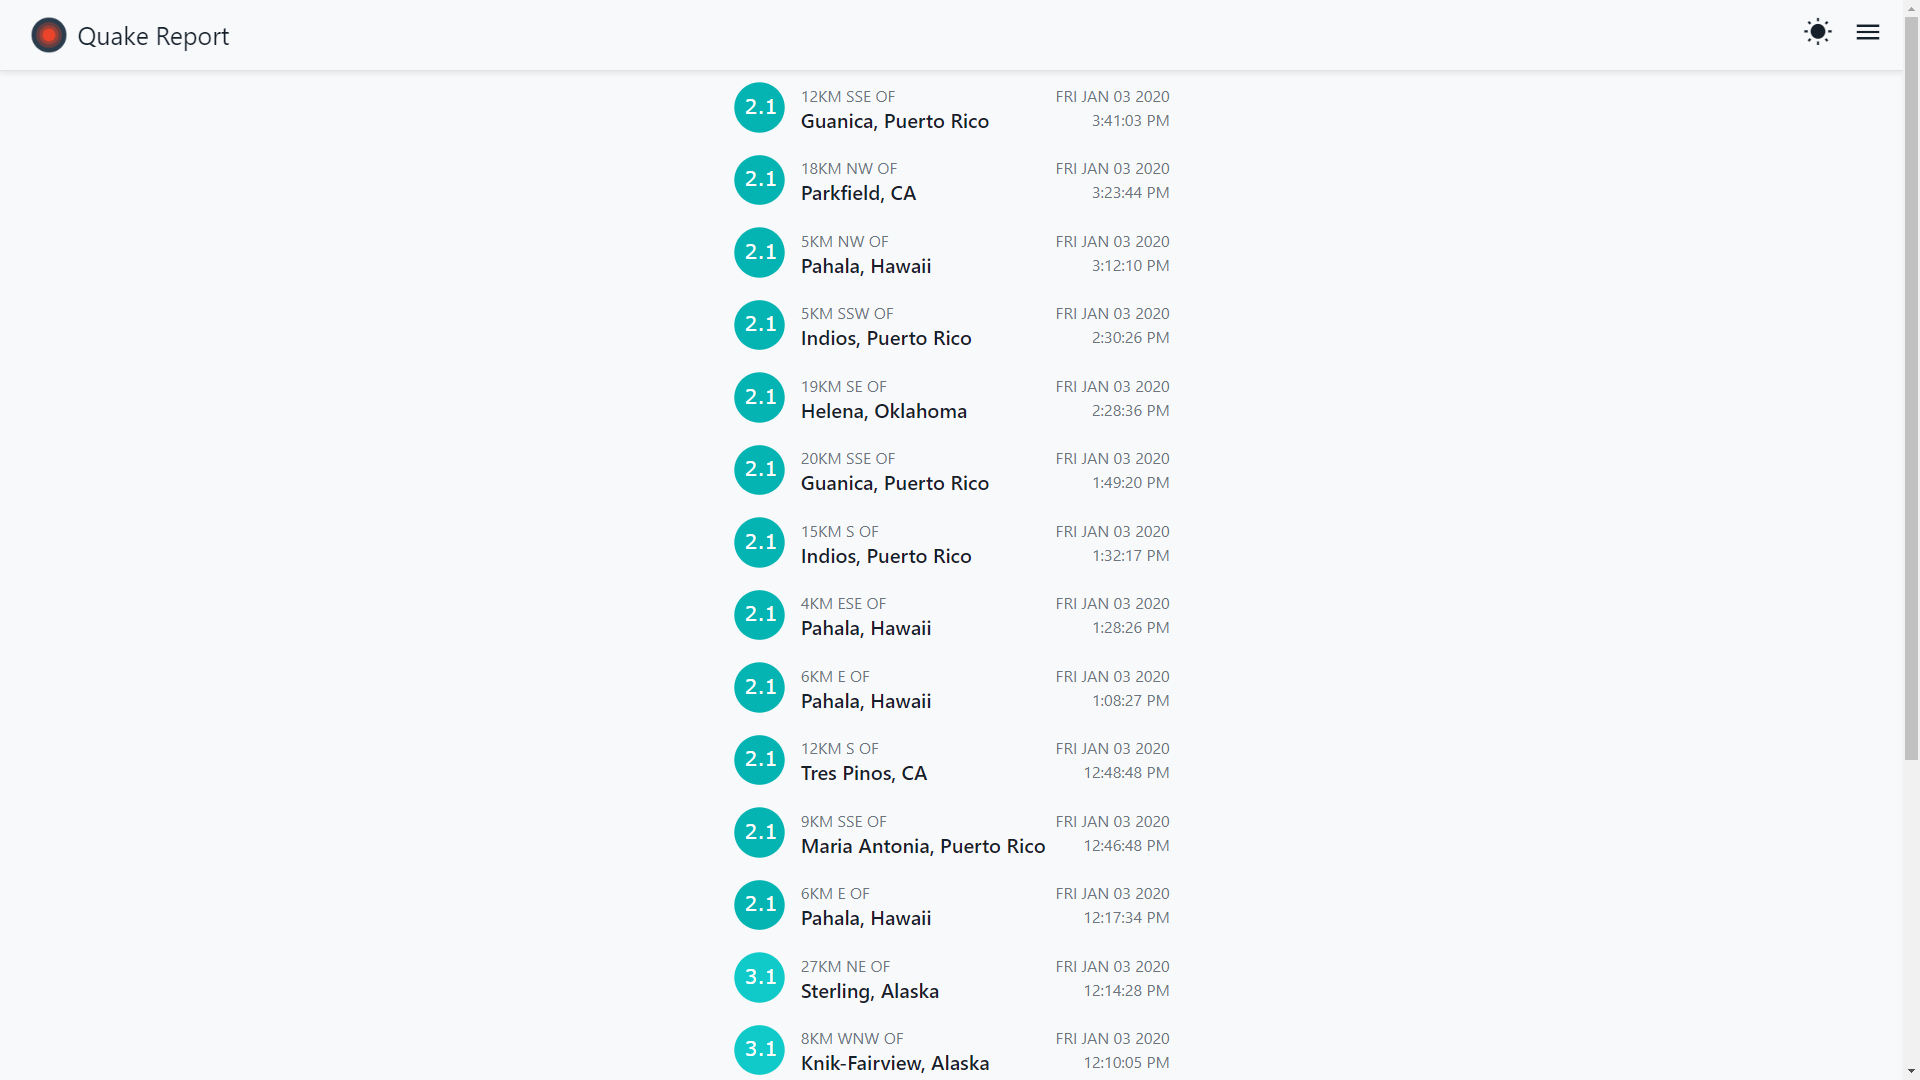 Quake Report
2.1
12KM SSE OF
FRI JAN 03 2020
Guanica, Puerto Rico
3:41:03 PM
2.1
18KM NW OF
FRI JAN 03 2020
Parkfield, CA
3:23:44 PM
2.1
5KM NW OF
FRI JAN 03 2020
Pahala, Hawaii
3:12:10 PM
2.1
5KM SSW OF
FRI JAN 03 2020
Indios, Puerto Rico
2:30:26 PM
2.1
19KM SE OF
FRI JAN 03 2020
Helena, Oklahoma
2:28:36 PM
2.1
20KM SSE OF
FRI JAN 03 2020
Guanica, Puerto Rico
1:49:20 PM
2.1
15KM S OF
FRI JAN 03 2020
Indios, Puerto Rico
1:32:17 PM
2.1
4KM ESE OF
FRI JAN 03 2020
Pahala, Hawaii
1:28:26 PM
2.1
6KM E OF
FRI JAN 03 2020
Pahala, Hawaii
1:08:27 PM
2.1
12KM S OF
FRI JAN 03 2020
Tres Pinos, CA
12:48:48 PM
2.1
9KM SSE OF
FRI JAN 03 2020
Maria Antonia, Puerto Rico
12:46:48 PM
2.1
6KM E OF
FRI JAN 03 2020
Pahala, Hawaii
12:17:34 PM
3.1
27KM NE OF
FRI JAN 03 2020
Sterling, Alaska
12:14:28 PM
3.1
8KM WNW OF
FRI JAN 03 2020
Knik-Fairview, Alaska
12:10:05 PM